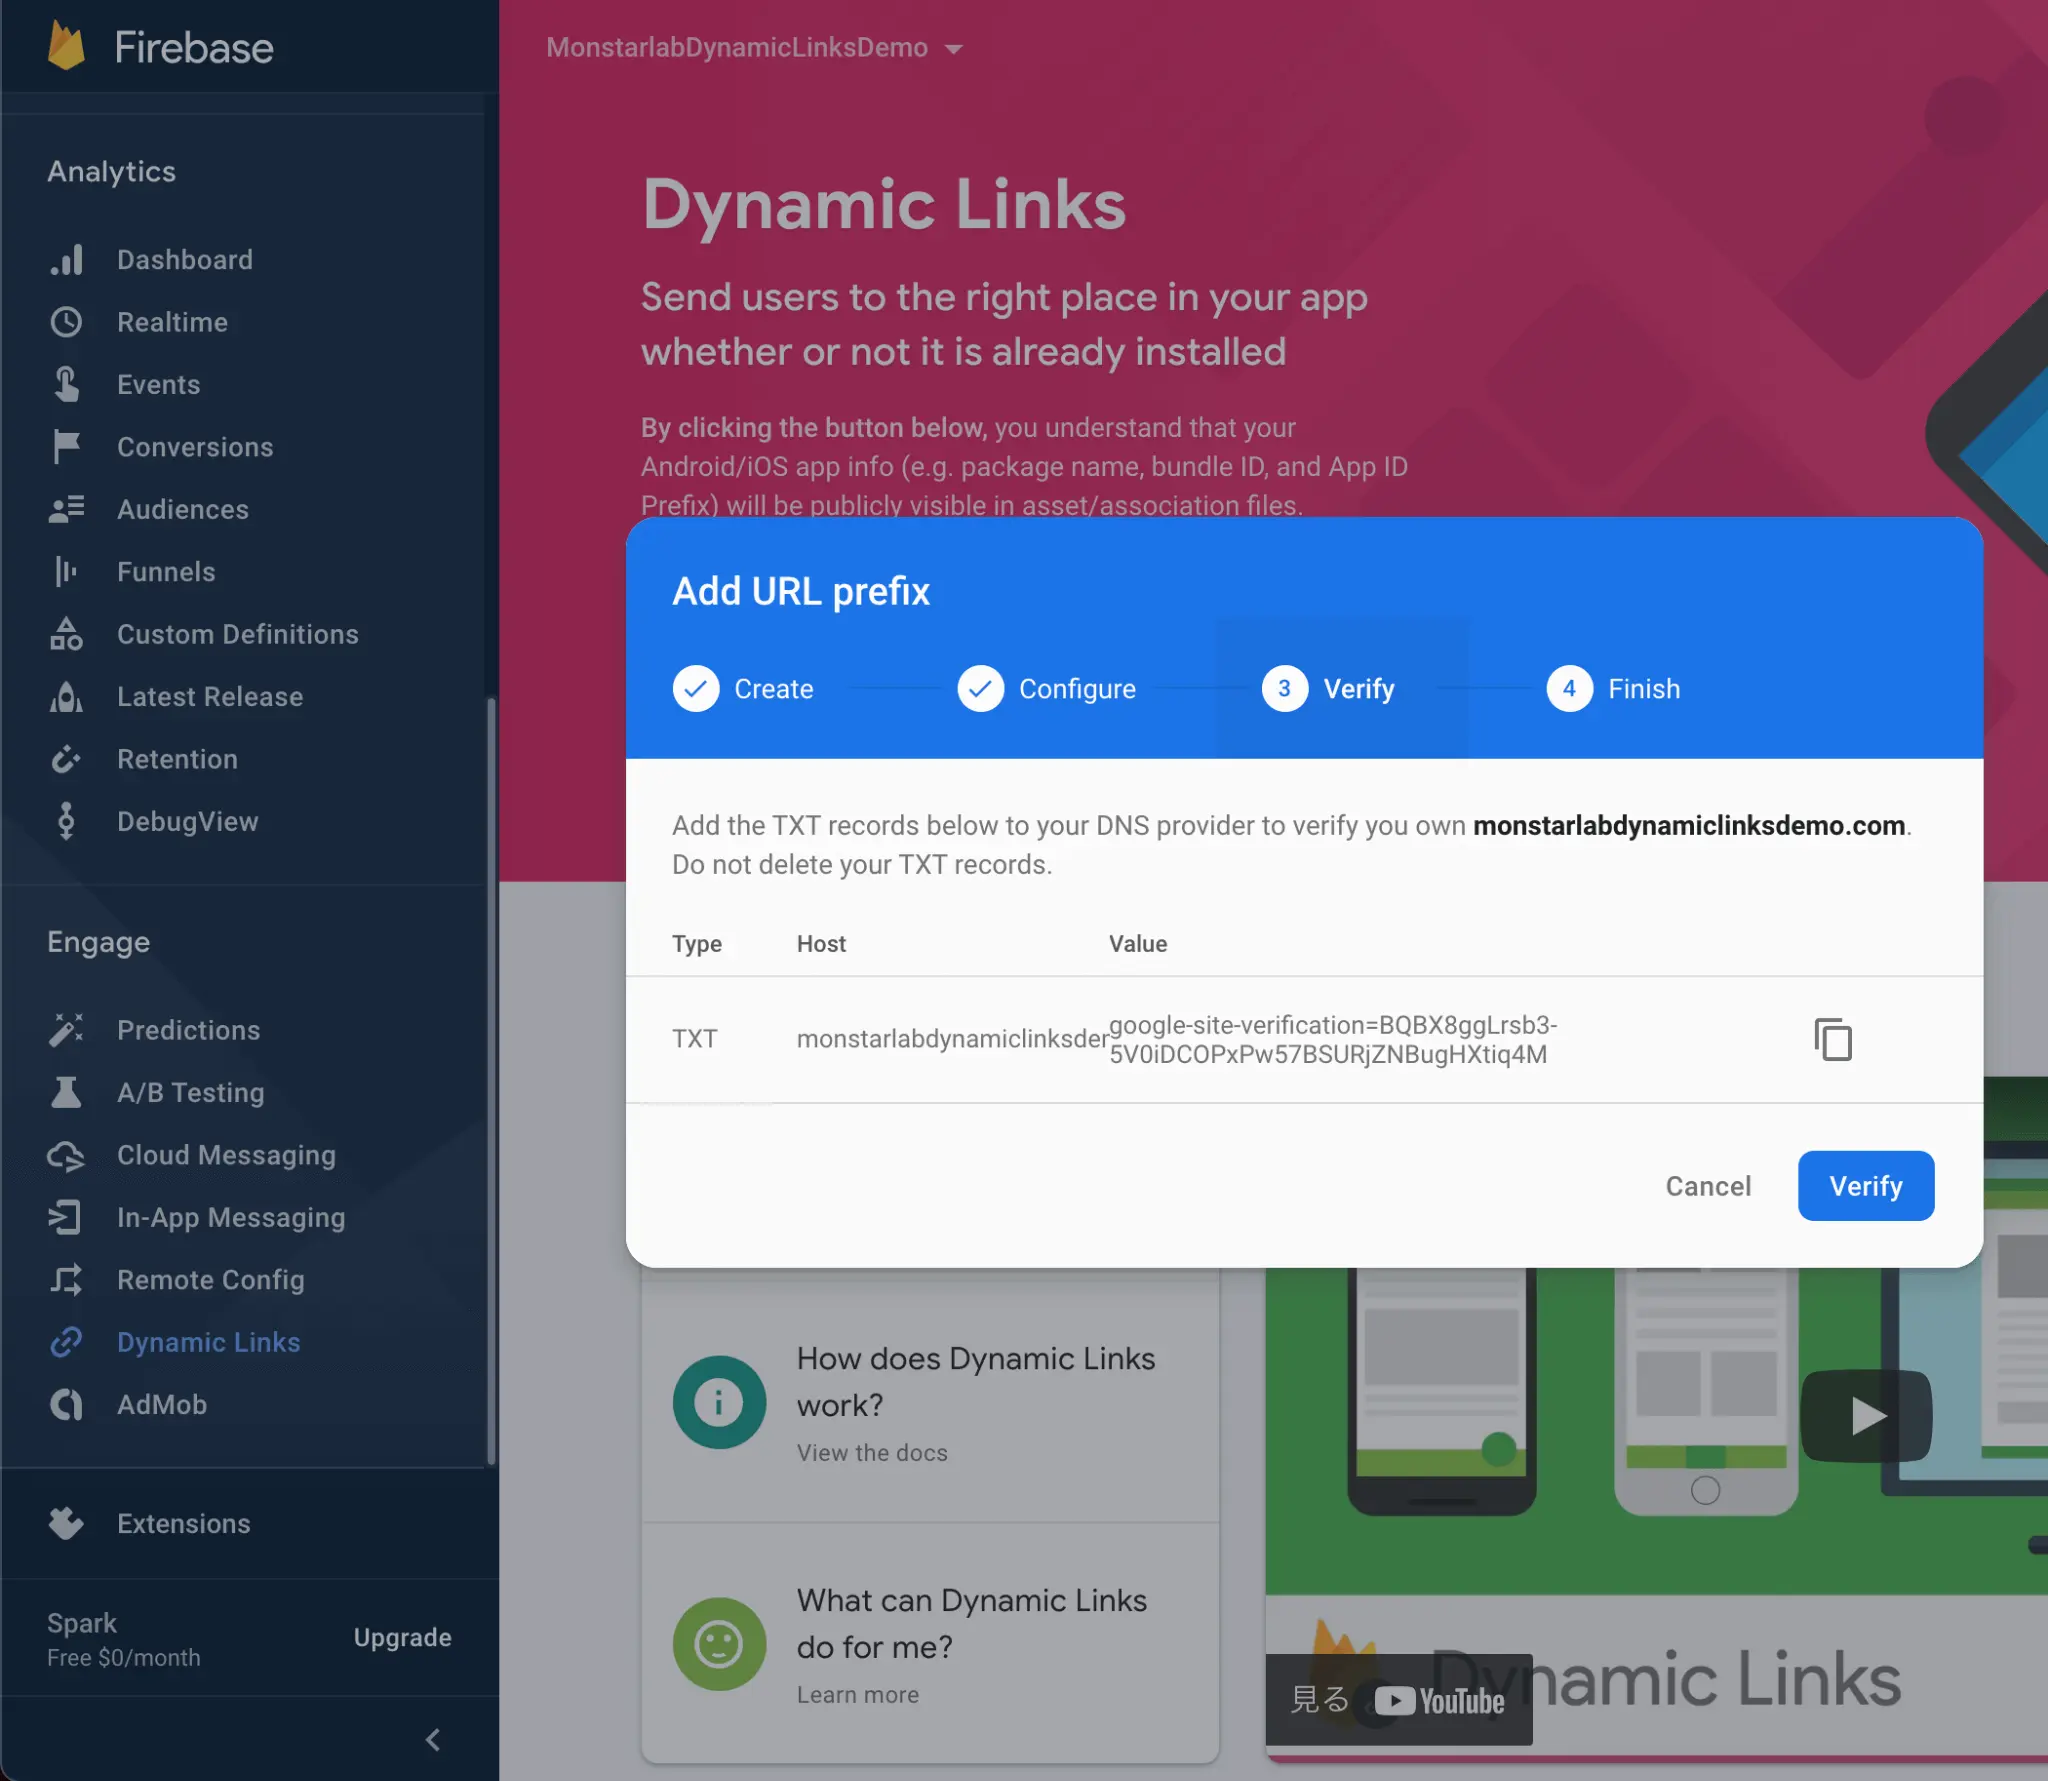 Firebase
Analytics
Dashboard
Realtime
Events
Conversions
Audiences
Funnels
Custom Definitions
Latest Release
Retention
DebugView
Engage
Predictions
A/B Testing
Cloud Messaging
In-App Messaging
Remote Config
Dynamic Links
AdMob
Extensions
Spark
Free $0/month
Upgrade
MonstarlabDynamicLinksDemo
Dynamic Links
Send users to the right place in your app
whether or not it is already installed
By clicking the button below, you understand that your
Android/iOS app info (e.g. package name, bundle ID, and App ID
Prefix) will be publicly visible in asset/association files.
Add URL prefix
Create
Configure
3 Verify
4 Finish
Add the TXT records below to your DNS provider to verify you own monstarlabdynamiclinksdemo.com.
Do not delete your TXT records.
Type Host Value
TXT monstarlabdynamiclinksder google-site-verification=BQBX8ggLrsb3-
5V0iDCOPxPw57BSURjZNBugHXtiq4M
Cancel Verify
How does Dynamic Links
work?
View the docs
What can Dynamic Links
do for me?
Learn more
Dynamic Links
見る YouTube